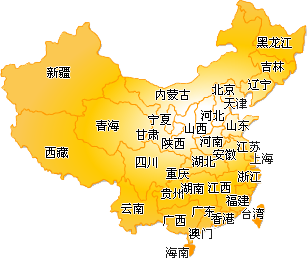 黑龙江
吉林
新疆
辽宁
北京
内蒙古
天津
河北
宁夏
青海
山西
山东
甘肃
陕西
河南
江苏
西藏
安徽
上海
四川
湖北
重庆
浙江
湖南
江西
贵州
福建
云南
广东
台湾
广西
香港
澳门
海南